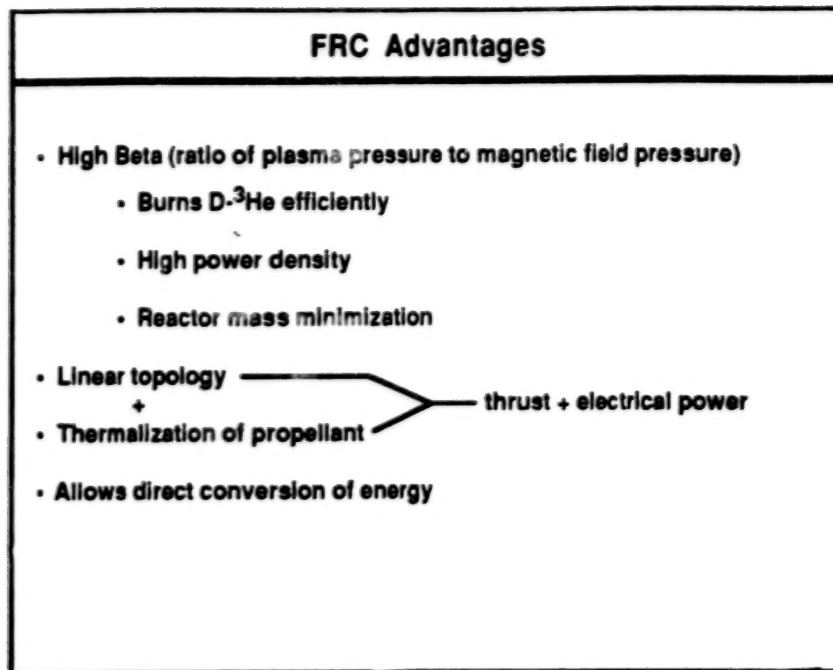 FRC Advantages
• High Beta (ratio of plasma pressure to magnetic field pressure)
• Burns D-³He efficiently
• High power density
• Reactor mass minimization
• Linear topology
+
thrust + electrical power
• Thermalization of propellant
• Allows direct conversion of energy